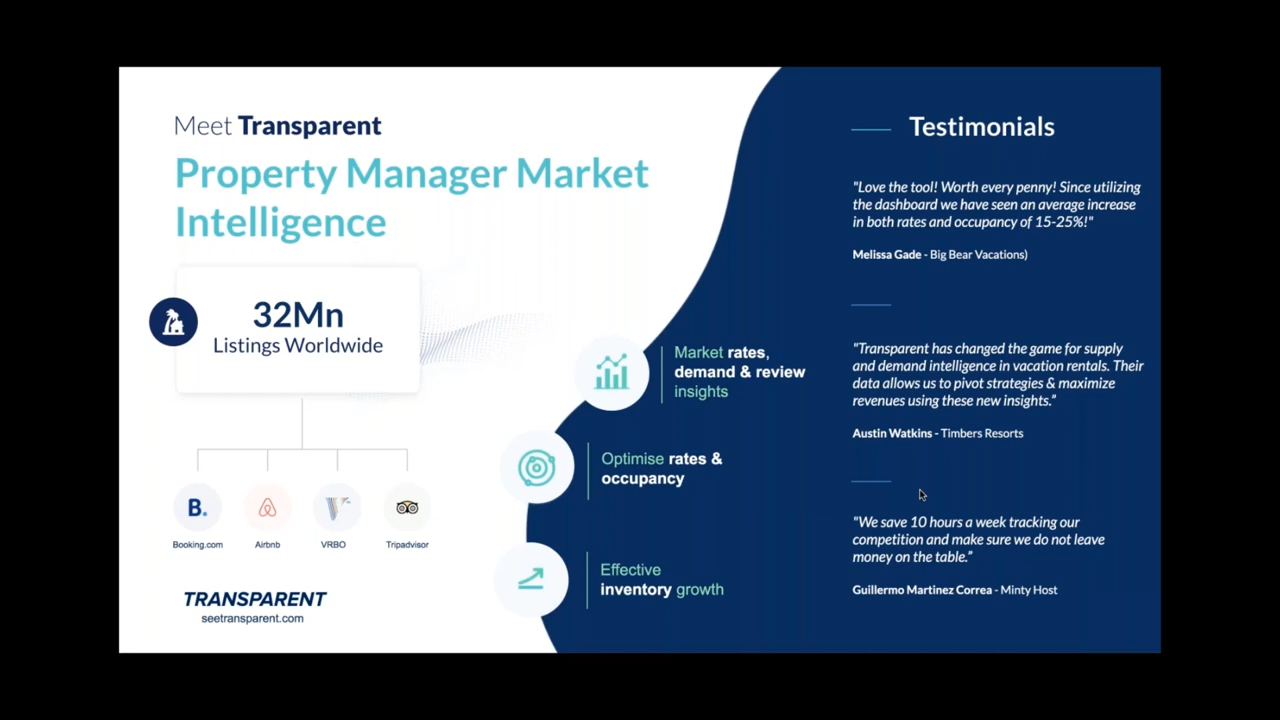 Meet Transparent
Property Manager Market
Intelligence
32Mn
Listings Worldwide
B.
Booking.com
Airbnb
VRBO
Tripadvisor
TRANSPARENT
seetransparent.com
Market rates,
demand & review
insights
Optimise rates &
occupancy
Effective
inventory growth
Testimonials
"Love the tool! Worth every penny! Since utilizing
the dashboard we have seen an average increase
in both rates and occupancy of 15-25%!"
Melissa Gade - Big Bear Vacations)
"Transparent has changed the game for supply
and demand intelligence in vacation rentals. Their
data allows us to pivot strategies & maximize
revenues using these new insights."
Austin Watkins - Timbers Resorts
"We save 10 hours a week tracking our
competition and make sure we do not leave
money on the table."
Guillermo Martinez Correa - Minty Host